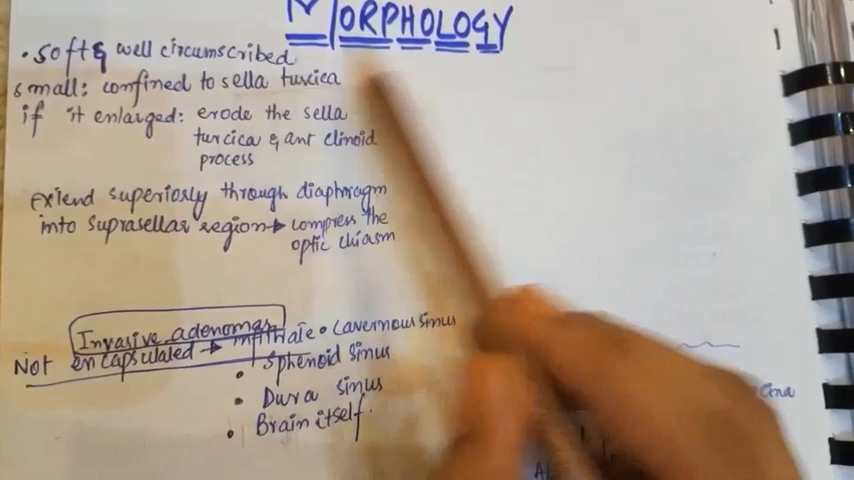 MORPHOLOGY
• Soft & well circumscribed
small: confined to sella turcica
if it enlarged: erode the sella
turcica & ant clinoid
process
Extend superiosly through diaphragm
into suprasellar region → compress the
optic chiasm
Invasive adenomas
Not encapsulated → infiltrate • cavernous sinus
• Sphenoid sinus
• Dura sinus
• Brain itself.